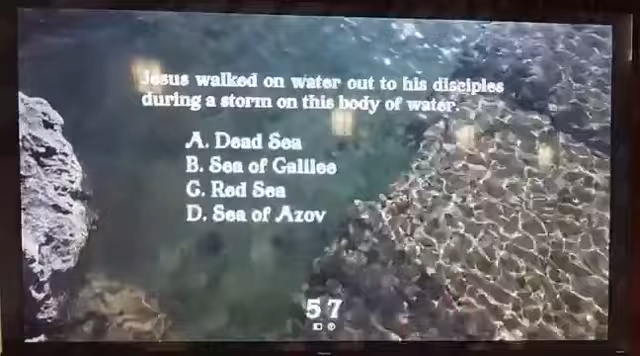 Jesus walked on water out to his disciples
during a storm on this body of water.
A. Dead Sea
B. Sea of Galilee
C. Red Sea
D. Sea of Azov
57